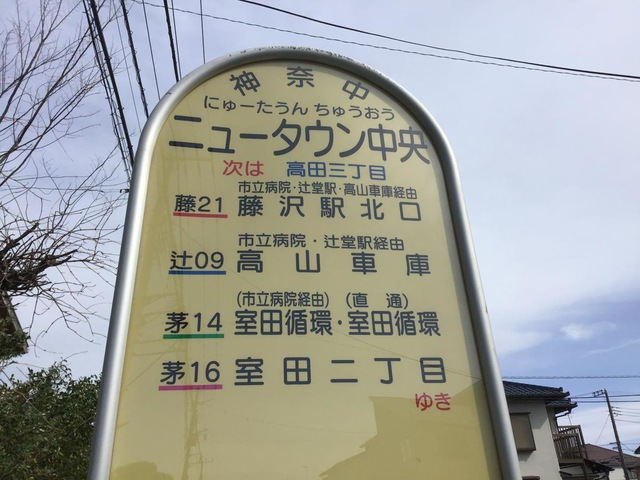 神奈中
にゅーたうん ちゅうおう
ニュータウン中央
次は 高田三丁目
市立病院・辻堂駅・高山車庫経由
藤21 藤沢駅北口
市立病院・辻堂駅経由
辻09 高山車庫
(市立病院経由) (直通)
茅14 室田循環・室田循環
茅16 室田二丁目
ゆき